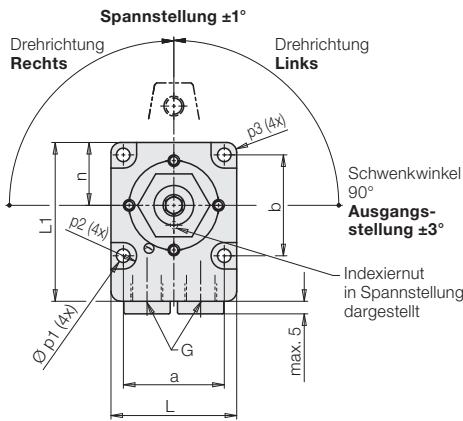 Spannstellung ±1°
Drehrichtung
Rechts
Drehrichtung
Links
p3 (4x)
n
b
L1
Schwenkwinkel
90°
Ausgangs-
stellung ±3°
p2 (4x)
Indexiernut
in Spannstellung
dargestellt
Ø p1 (4x)
G
max. 5
a
L